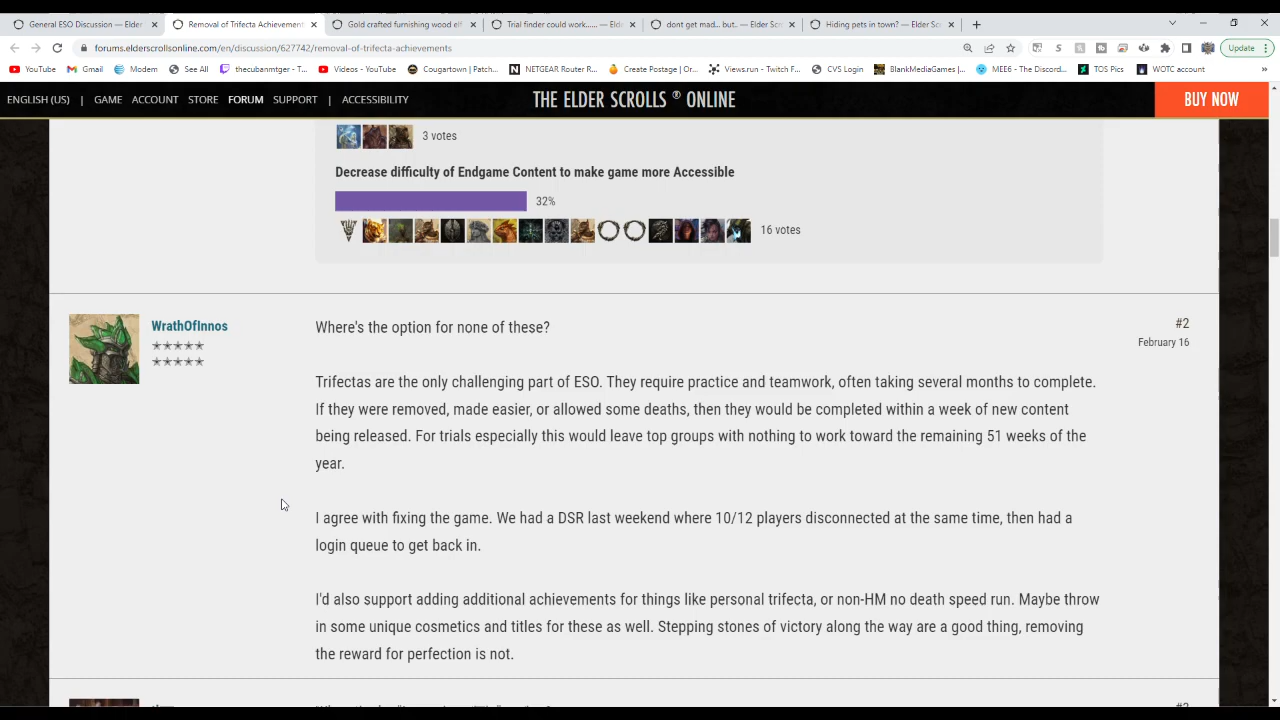 General ESO Discussion — Elder
Removal of Trifecta Achievement
Gold crafted furnishing wood elf
Trial finder could work...... — Eld
dont get mad.. but.. — Elder Scr
Hiding pets in town? — Elder Scr
forums.elderscrollsonline.com/en/discussion/627742/removal-of-trifecta-achievements
Update
YouTube
Gmail
Modem
See All
thecubanmtger - T...
Videos - YouTube
Cougartown | Patch...
NETGEAR Router R...
Create Postage | Or...
Views.run - Twitch F...
CVS Login
BlankMediaGames |...
MEE6 - The Discord...
TOS Pics
WOTC account
»
ENGLISH (US) | GAME ACCOUNT STORE FORUM SUPPORT | ACCESSIBILITY
THE ELDER SCROLLS ® ONLINE
BUY NOW
3 votes
Decrease difficulty of Endgame Content to make game more Accessible
32%
16 votes
WrathOfInnos
Where's the option for none of these?
#2
February 16
Trifectas are the only challenging part of ESO. They require practice and teamwork, often taking several months to complete.
If they were removed, made easier, or allowed some deaths, then they would be completed within a week of new content
being released. For trials especially this would leave top groups with nothing to work toward the remaining 51 weeks of the
year.
I agree with fixing the game. We had a DSR last weekend where 10/12 players disconnected at the same time, then had a
login queue to get back in.
I'd also support adding additional achievements for things like personal trifecta, or non-HM no death speed run. Maybe throw
in some unique cosmetics and titles for these as well. Stepping stones of victory along the way are a good thing, removing
the reward for perfection is not.